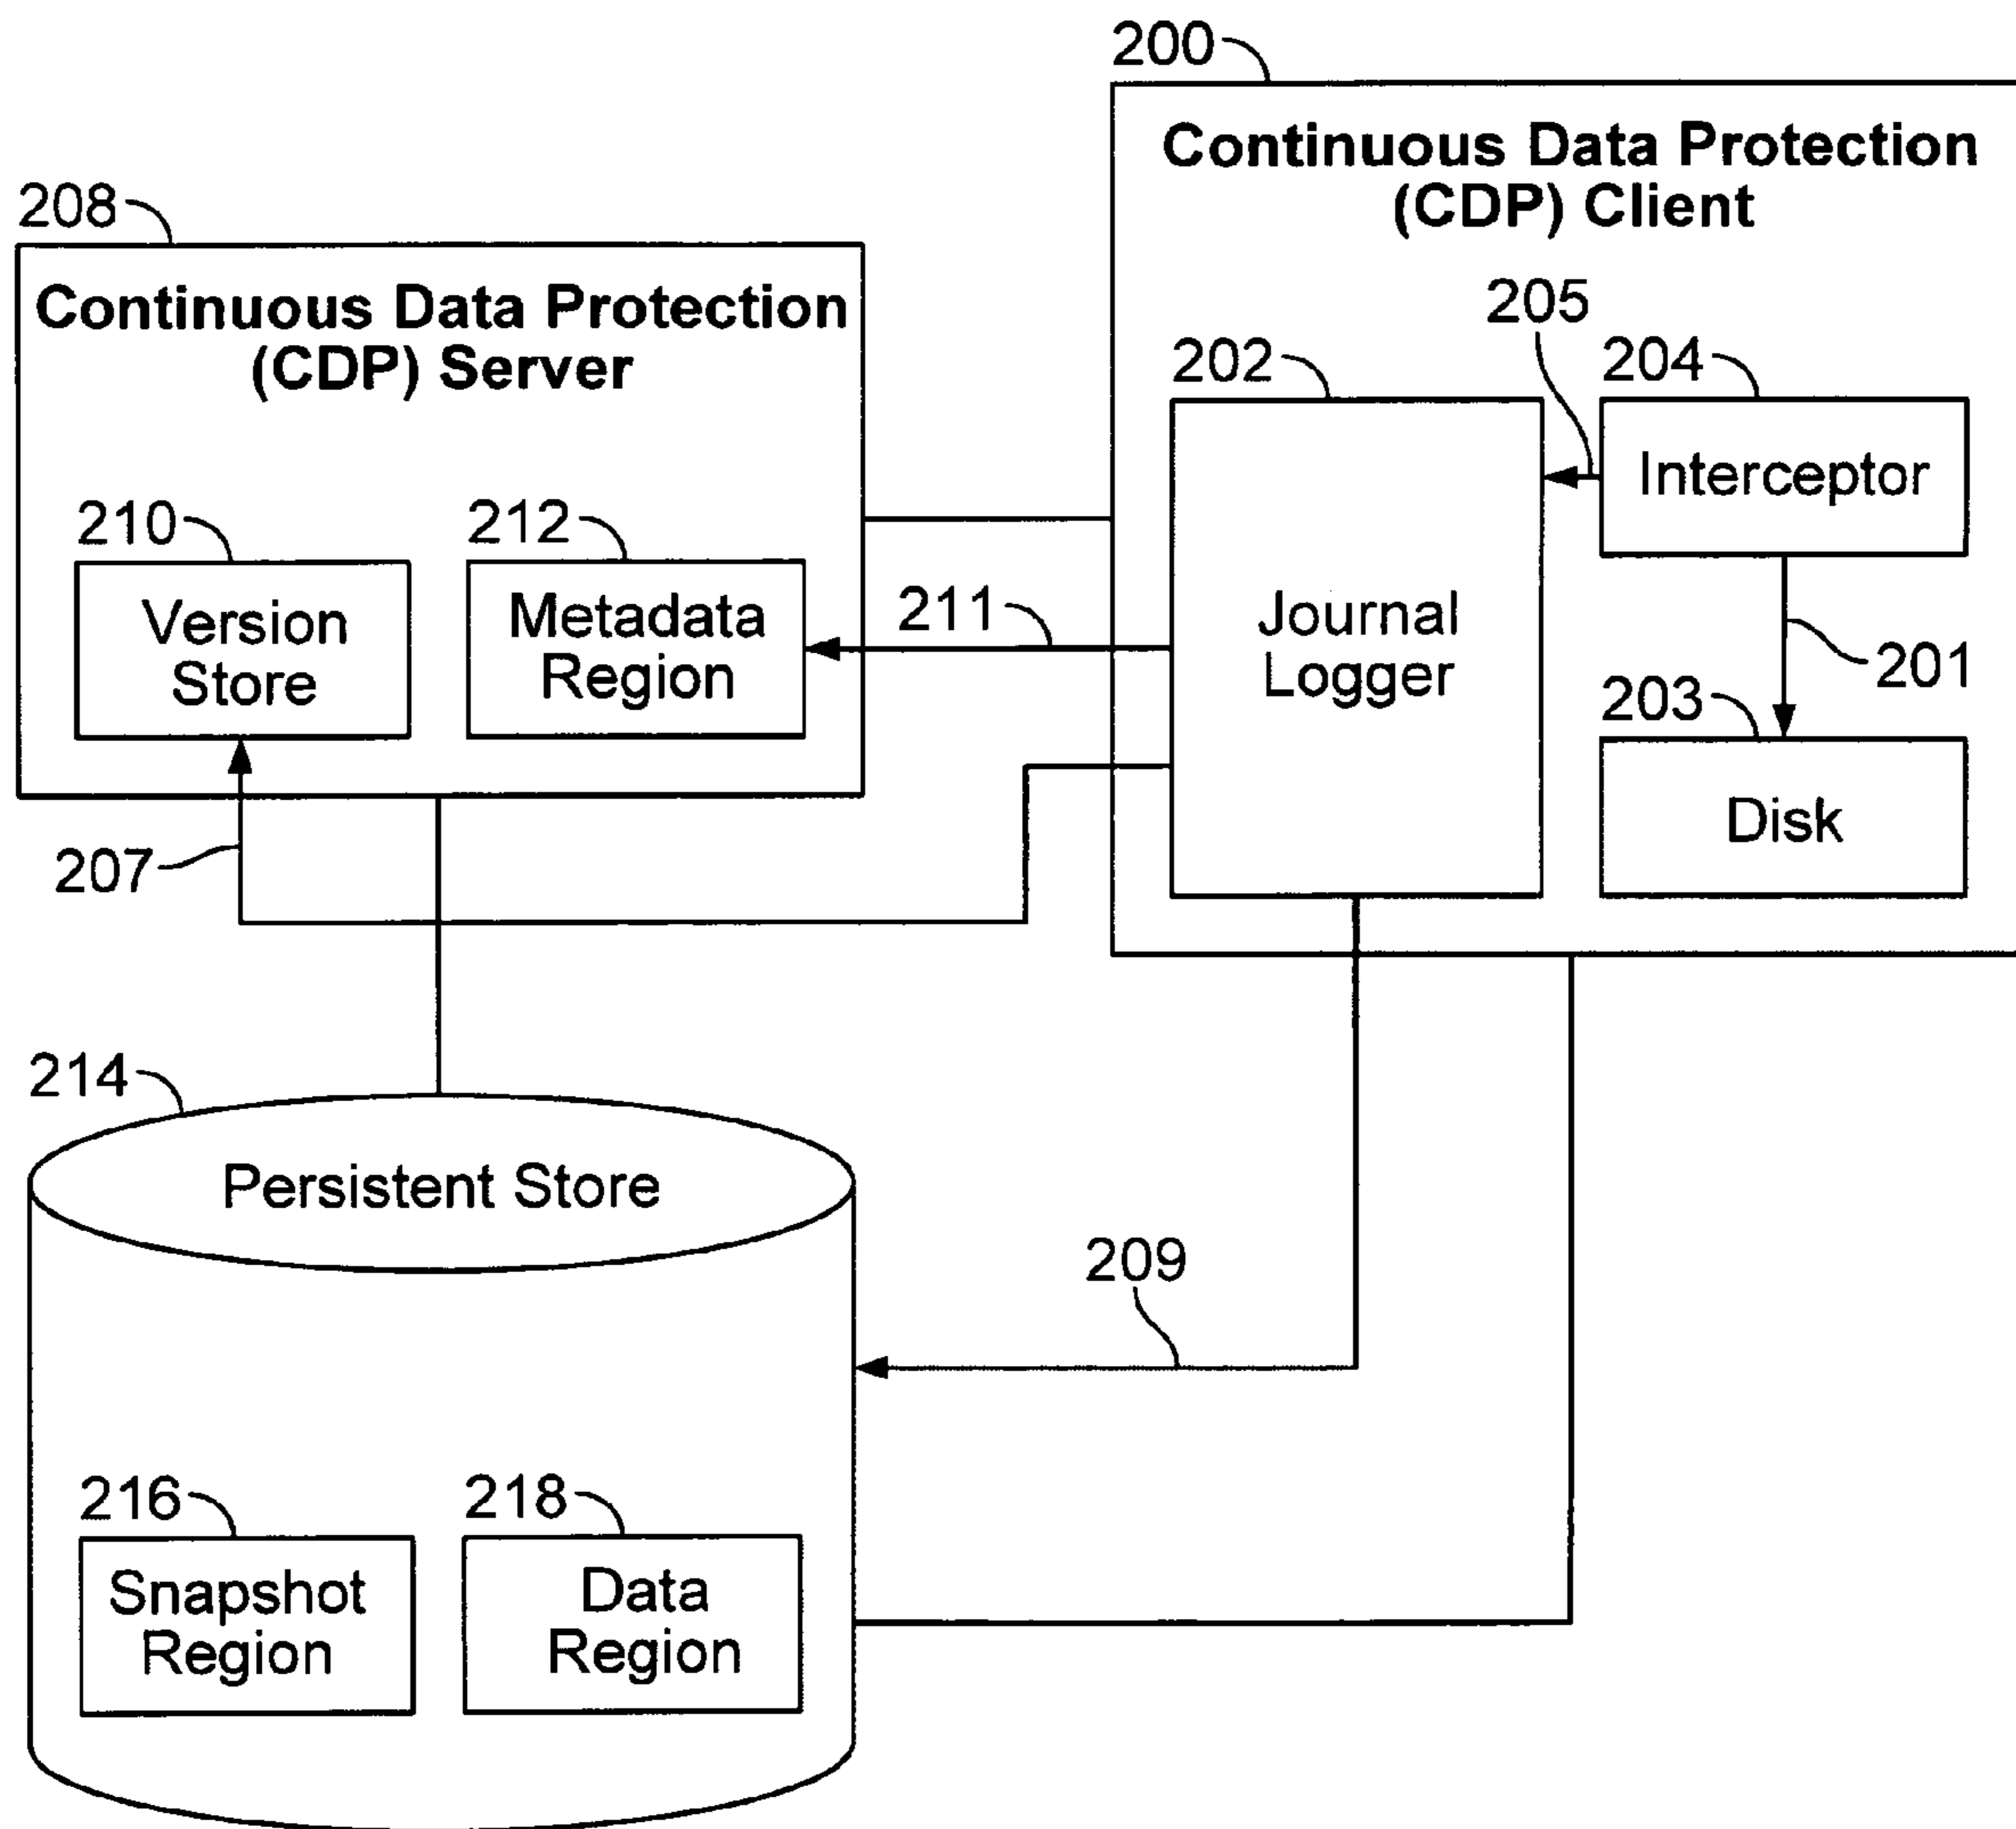 200
Continuous Data Protection
(CDP) Client
208
Continuous Data Protection
(CDP) Server
205
202
204
Interceptor
210
212
Version
Store
Metadata
Region
211
Journal
Logger
201
203
Disk
207
214
Persistent Store
209
216
218
Snapshot
Region
Data
Region